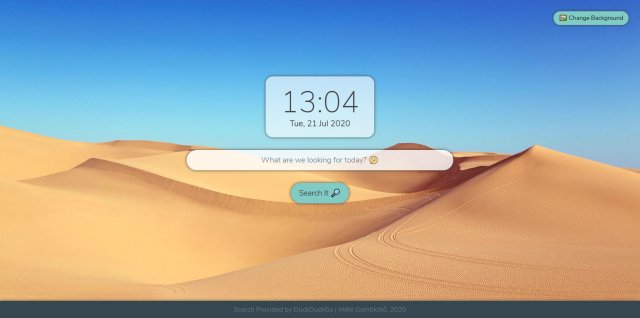 Change Background
13:04
Tue, 21 Jul 2020
What are we looking for today?
Search It
Search Provided by DuckDuckGo | Máté Gombkötő, 2020